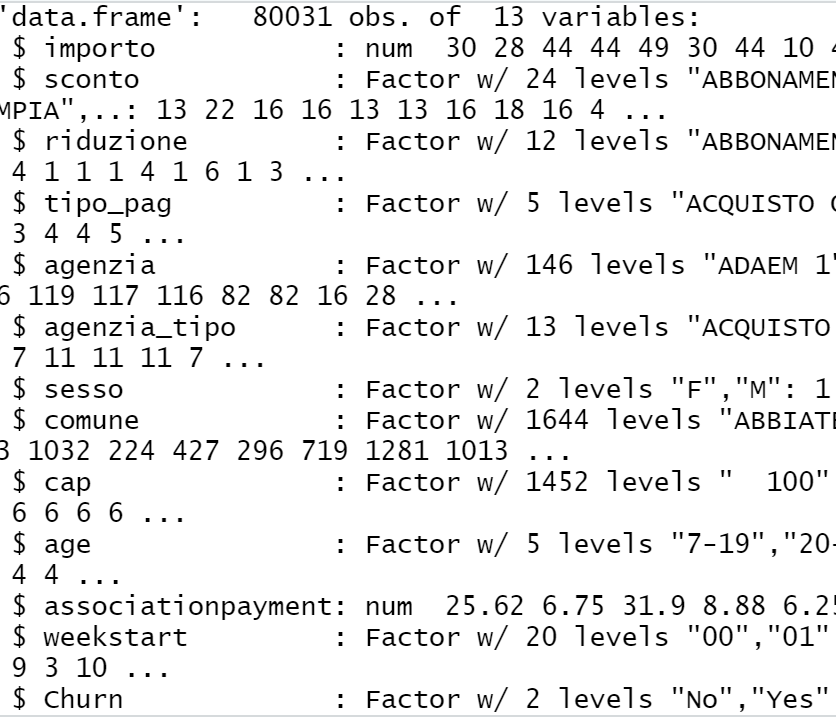 'data.frame':   80031 obs. of  13 variables:
 $ importo           : num  30 28 44 44 49 30 44 10
 $ sconto            : Factor w/ 24 levels "ABBONAMEN
MPIA",..: 13 22 16 16 13 13 16 18 16 4 ...
 $ riduzione         : Factor w/ 12 levels "ABBONAMEN
 4 1 1 1 4 1 6 1 3 ...
 $ tipo_pag          : Factor w/ 5 levels "ACQUISTO
 3 4 4 5 ...
 $ agenzia           : Factor w/ 146 levels "ADAEM 1"
6 119 117 116 82 82 16 28 ...
 $ agenzia_tipo      : Factor w/ 13 levels "ACQUISTO
 7 11 11 11 7 ...
 $ sesso             : Factor w/ 2 levels "F","M": 1
 $ comune            : Factor w/ 1644 levels "ABBIATE
3 1032 224 427 296 719 1281 1013 ...
 $ cap               : Factor w/ 1452 levels "  100"
 6 6 6 6 ...
 $ age               : Factor w/ 5 levels "7-19","20-
 4 4 ...
 $ associationpayment: num  25.62 6.75 31.9 8.88 6.25
 $ weekstart         : Factor w/ 20 levels "00","01"
 9 3 10 ...
 $ Churn             : Factor w/ 2 levels "No","Yes"